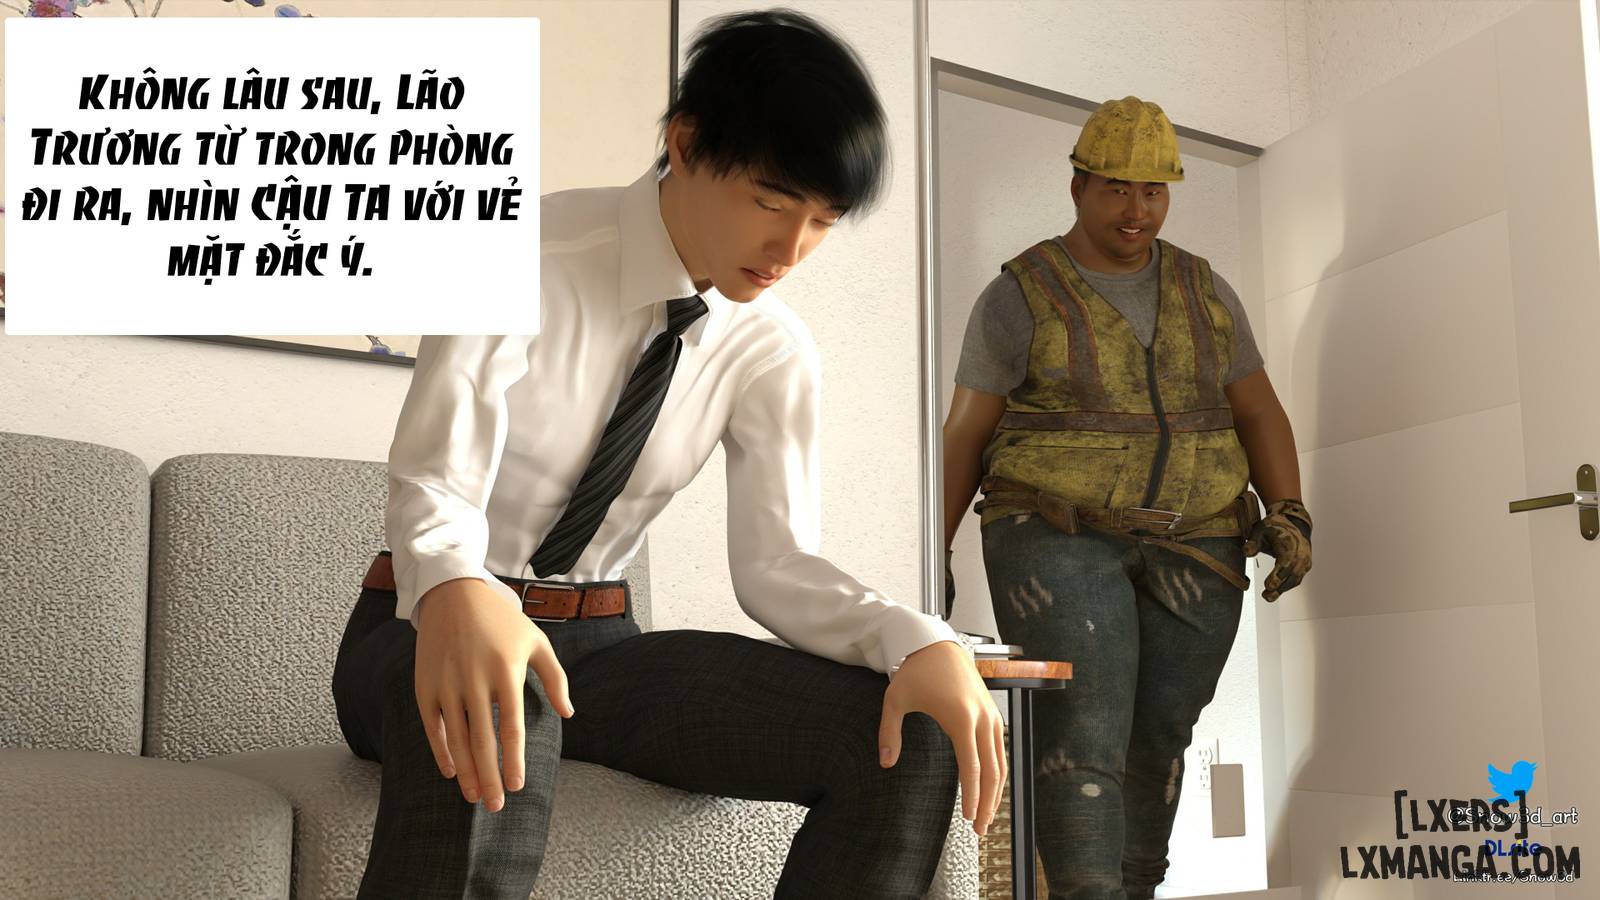 Không lâu sau, Lão
Trương từ trong phòng
đi ra, nhìn CẬU TA với vẻ
mặt đắc ý.
[LXERS]
@Snow3d_art
LXMANGA.COM